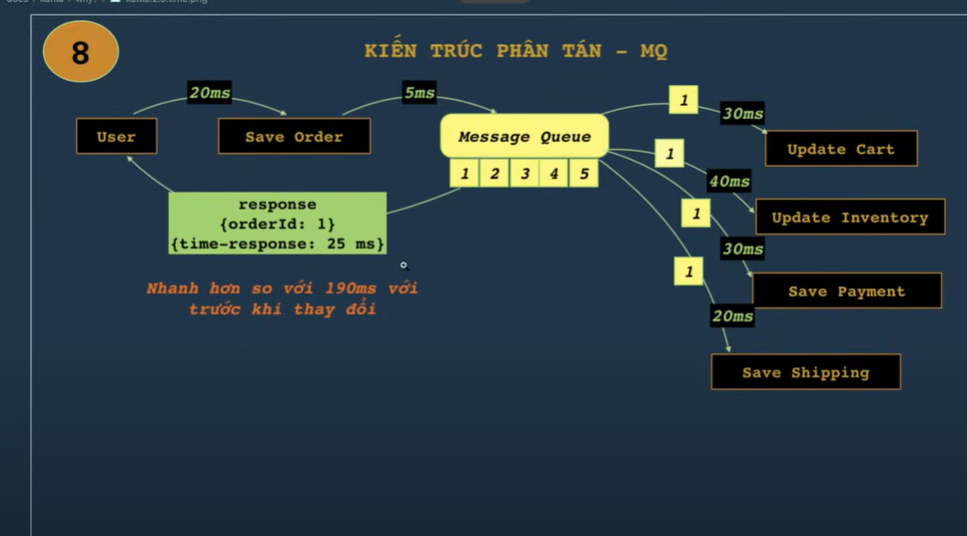 8
KIẾN TRÚC PHÂN TÁN - MQ
20ms
5ms
1
30ms
User
Save Order
Message Queue
Update Cart
1
1 2 3 4 5
40ms
response
{orderId: 1}
{time-response: 25 ms}
1
Update Inventory
30ms
1
Nhanh hơn so với 190ms với
trước khi thay đổi
Save Payment
20ms
Save Shipping